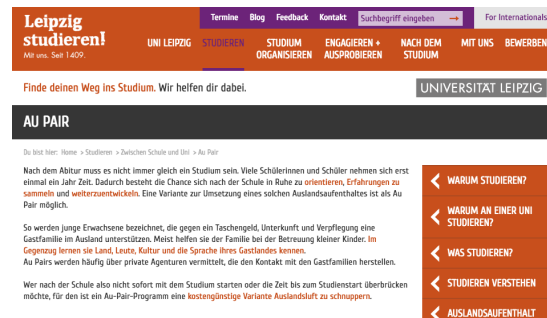 Leipzig
studieren!
Mit uns. Seit 1409.
Termine Blog Feedback Kontakt Suchbegriff eingeben → For Internationals
UNI LEIPZIG STUDIEREN STUDIUM ORGANISIEREN ENGAGIEREN + AUSPROBIEREN NACH DEM STUDIUM MIT UNS BEWERBEN
Finde deinen Weg ins Studium. Wir helfen dir dabei.
UNIVERSITÄT LEIPZIG
AU PAIR
Du bist hier: Home > Studieren > Zwischen Schule und Uni > Au Pair
Nach dem Abitur muss es nicht immer gleich ein Studium sein. Viele Schülerinnen und Schüler nehmen sich erst
einmal ein Jahr Zeit. Dadurch besteht die Chance sich nach der Schule in Ruhe zu orientieren, Erfahrungen zu
sammeln und weiterzuentwickeln. Eine Variante zur Umsetzung eines solchen Auslandsaufenthaltes ist als Au
Pair möglich.
So werden junge Erwachsene bezeichnet, die gegen ein Taschengeld, Unterkunft und Verpflegung eine
Gastfamilie im Ausland unterstützen. Meist helfen sie der Familie bei der Betreuung kleiner Kinder. Im
Gegenzug lernen sie Land, Leute, Kultur und die Sprache ihres Gastlandes kennen.
Au Pairs werden häufig über private Agenturen vermittelt, die den Kontakt mit den Gastfamilien herstellen.
Wer nach der Schule also nicht sofort mit dem Studium starten oder die Zeit bis zum Studienstart überbrücken
möchte, für den ist ein Au-Pair-Programm eine kostengünstige Variante Auslandsluft zu schnuppern.
WARUM STUDIEREN?
WARUM AN EINER UNI
STUDIEREN?
WAS STUDIEREN?
STUDIEREN VERSTEHEN
AUSLANDSAUFENTHALT